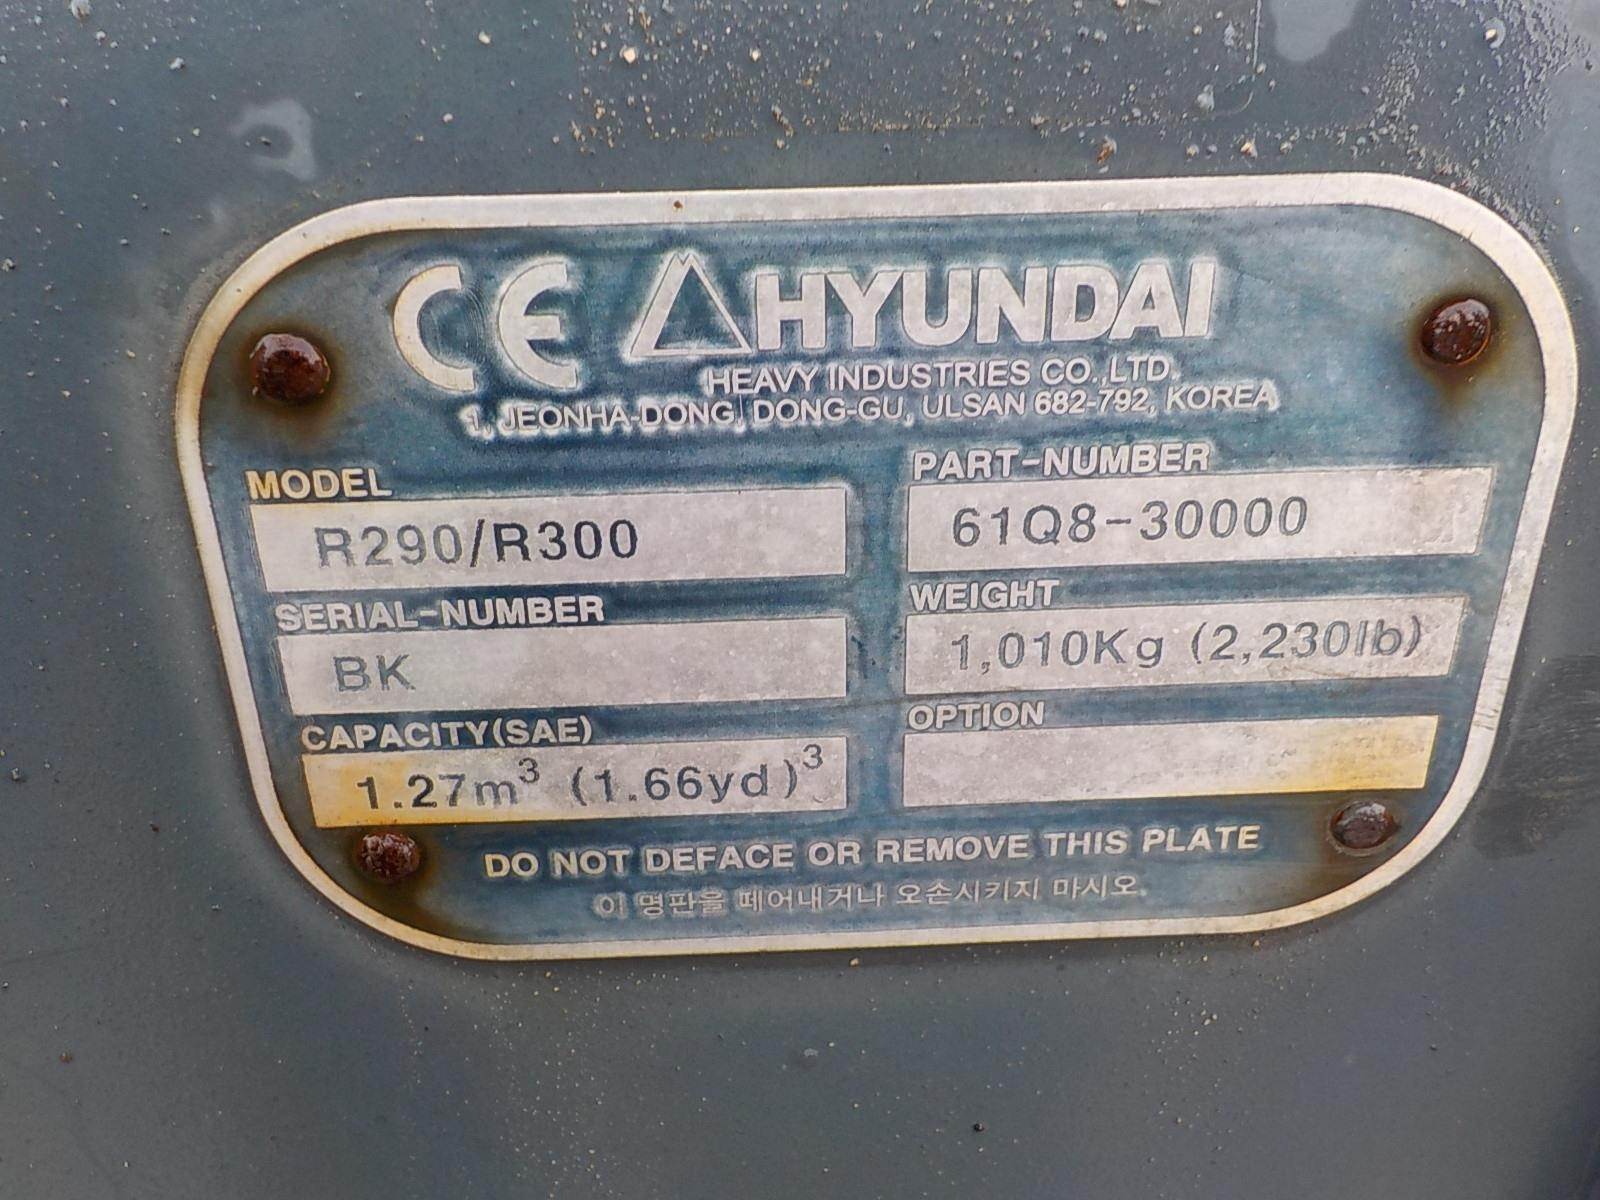 CE HYUNDAI
HEAVY INDUSTRIES CO.,LTD.
1, JEONHA-DONG, DONG-GU, ULSAN 682-792, KOREA
MODEL
R290/R300
PART-NUMBER
61Q8-30000
SERIAL-NUMBER
BK
WEIGHT
1,010Kg (2,230lb)
CAPACITY(SAE)
1.27m³ (1.66yd)³
OPTION
DO NOT DEFACE OR REMOVE THIS PLATE
이 명판을 떼어내거나 오손시키지 마시오.